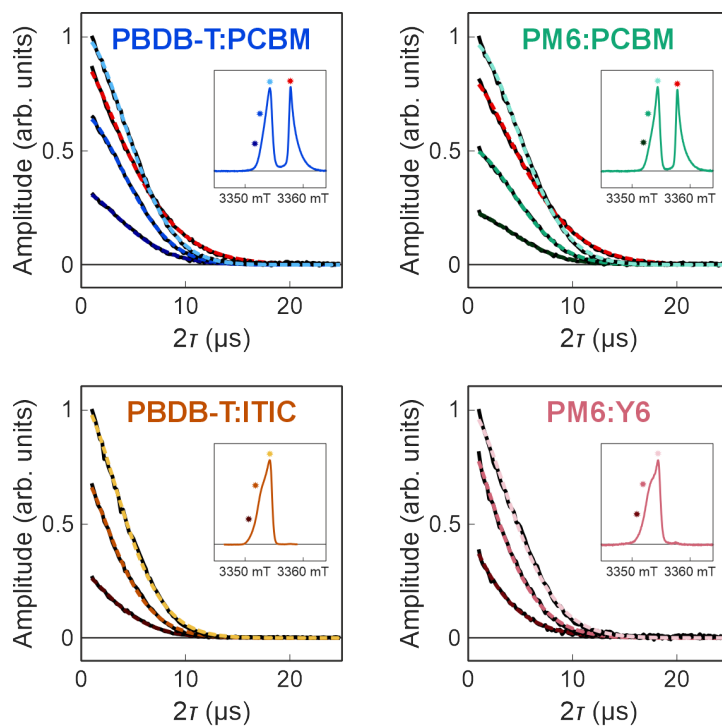 PBDB-T:PCBM
Amplitude (arb. units)
1
0.5
0
3350 mT 3360 mT
0 10 20
2τ (μs)
PM6:PCBM
Amplitude (arb. units)
1
0.5
0
3350 mT 3360 mT
0 10 20
2τ (μs)
PBDB-T:ITIC
Amplitude (arb. units)
1
0.5
0
3350 mT 3360 mT
0 10 20
2τ (μs)
PM6:Y6
Amplitude (arb. units)
1
0.5
0
3350 mT 3360 mT
0 10 20
2τ (μs)